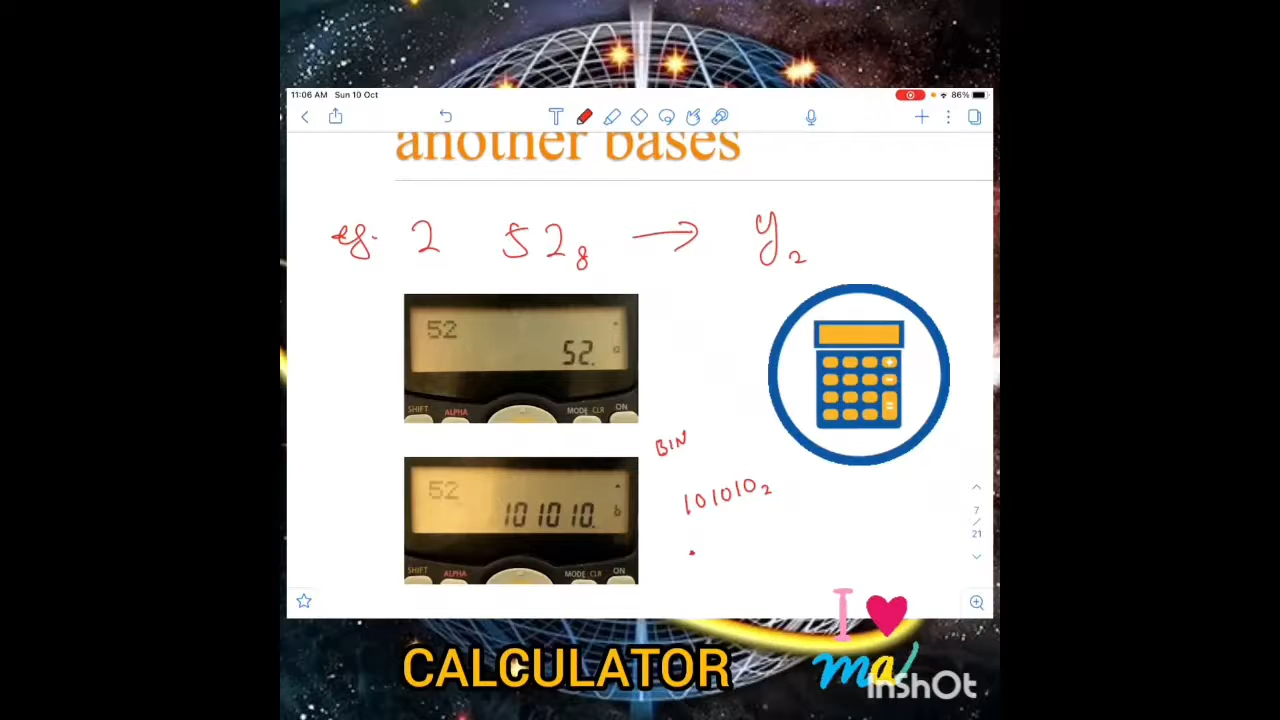 11:06 AM Sun 10 Oct
86%
T
another bases
eg. 2 52₈ → y₂
52
52.
o
SHIFT ALPHA MODE CLR ON
BIN
52
101010.
b
101010₂
SHIFT ALPHA MODE CLR ON
7
/
21
I
CALCULATOR
ma
InShOt